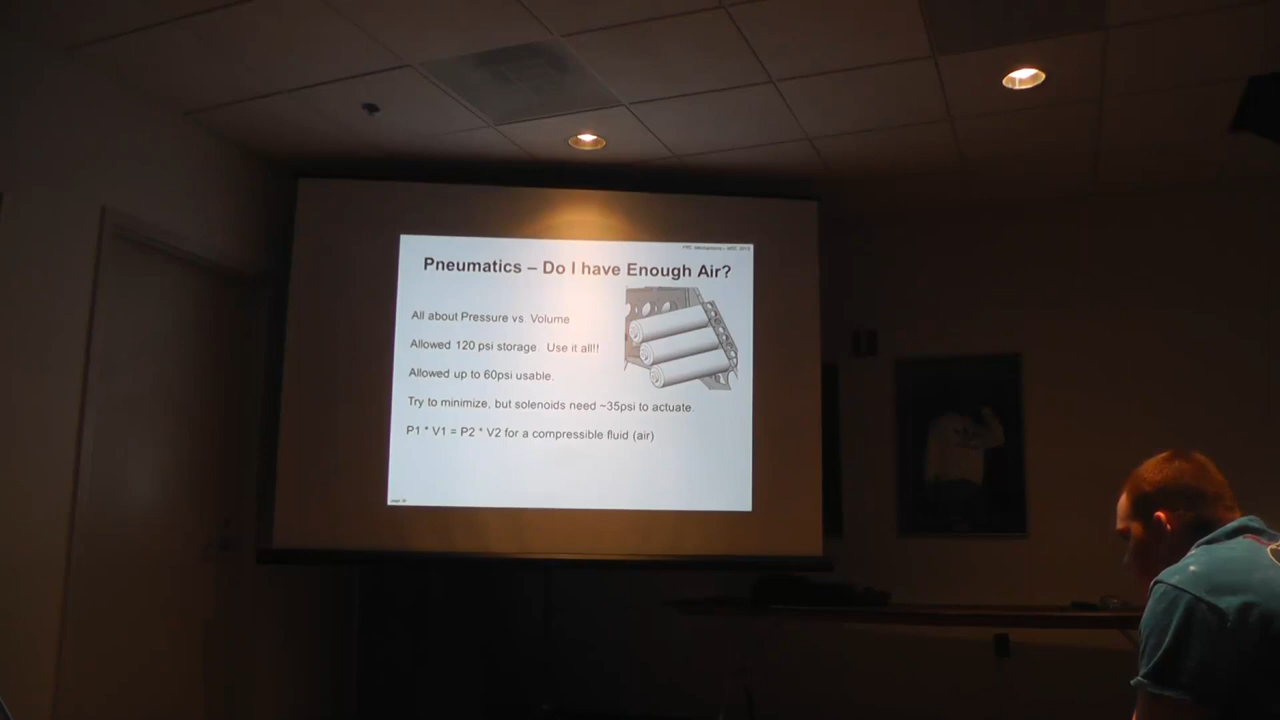 Pneumatics – Do I have Enough Air?
All about Pressure vs. Volume
Allowed 120 psi storage. Use it all!!
Allowed up to 60psi usable.
Try to minimize, but solenoids need ~35psi to actuate.
P1 * V1 = P2 * V2 for a compressible fluid (air)